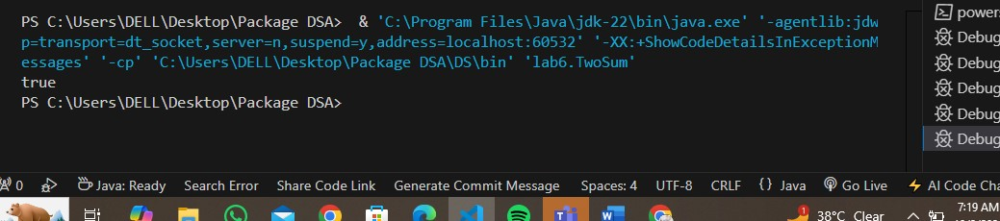 PS C:\Users\DELL\Desktop\Package DSA>  & 'C:\Program Files\Java\jdk-22\bin\java.exe' '-agentlib:jdw
p=transport=dt_socket,server=n,suspend=y,address=localhost:60532' '-XX:+ShowCodeDetailsInExceptionM
essages' '-cp' 'C:\Users\DELL\Desktop\Package DSA\DS\bin' 'lab6.TwoSum'
true
PS C:\Users\DELL\Desktop\Package DSA>
powers
Debug
Debug
Debug
Debug
Debug
0 Java: Ready Search Error Share Code Link Generate Commit Message Spaces: 4 UTF-8 CRLF {} Java Go Live AI Code Cha
1 38°C Clear
7:19 AM